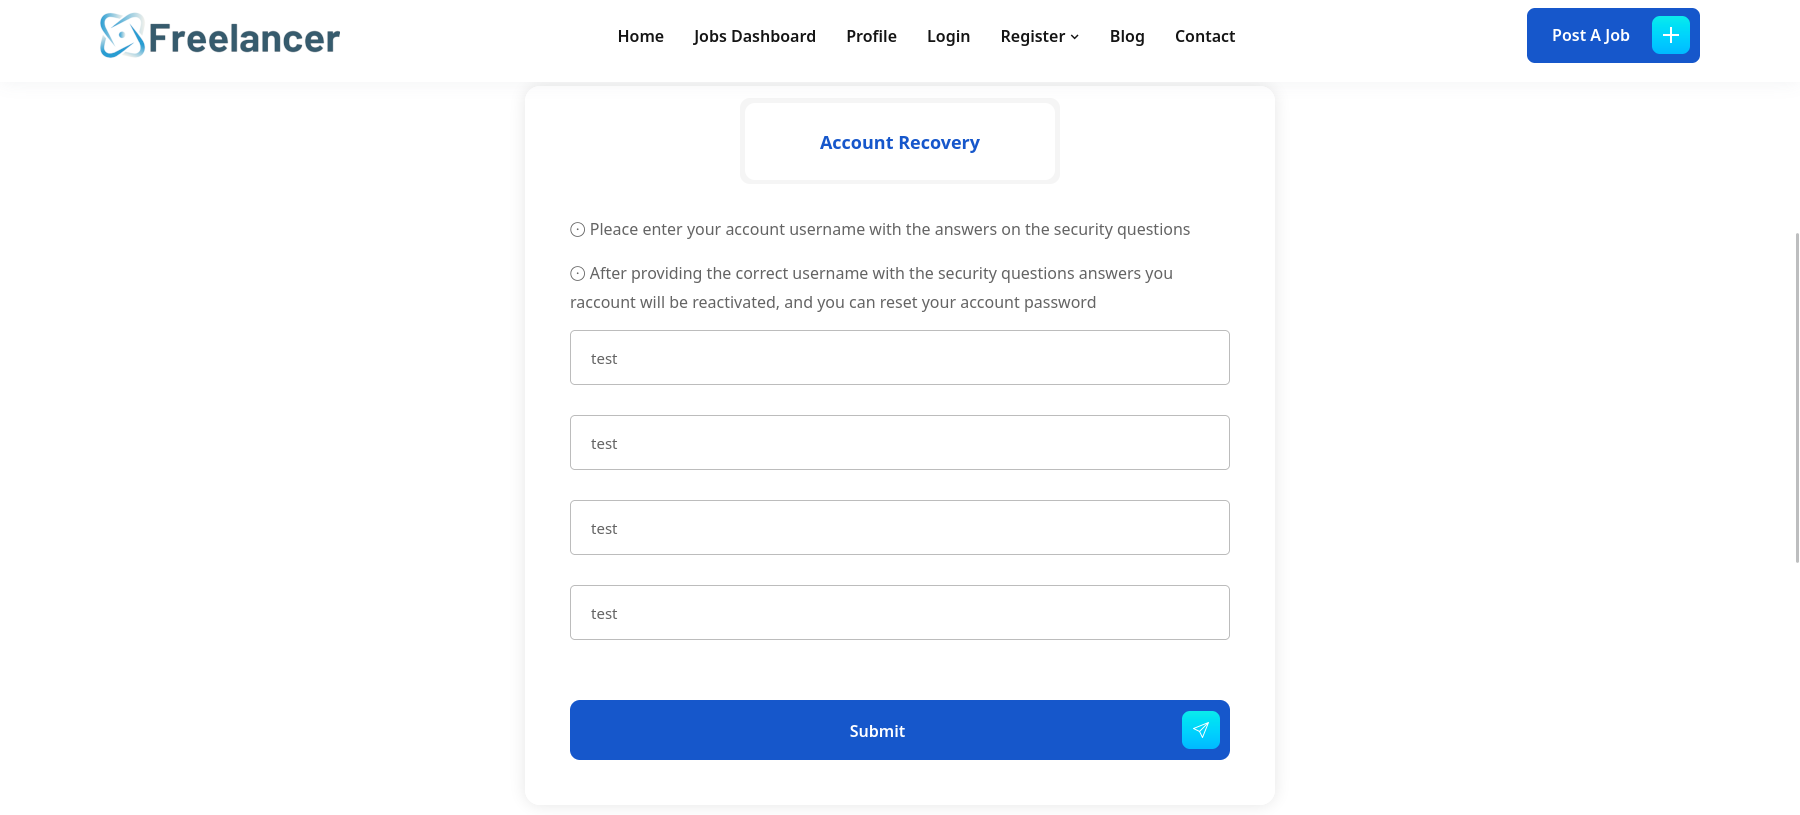 Freelancer
Home Jobs Dashboard Profile Login Register Blog Contact
Post A Job
Account Recovery
Pleace enter your account username with the answers on the security questions
After providing the correct username with the security questions answers you
raccount will be reactivated, and you can reset your account password
test
test
test
test
Submit